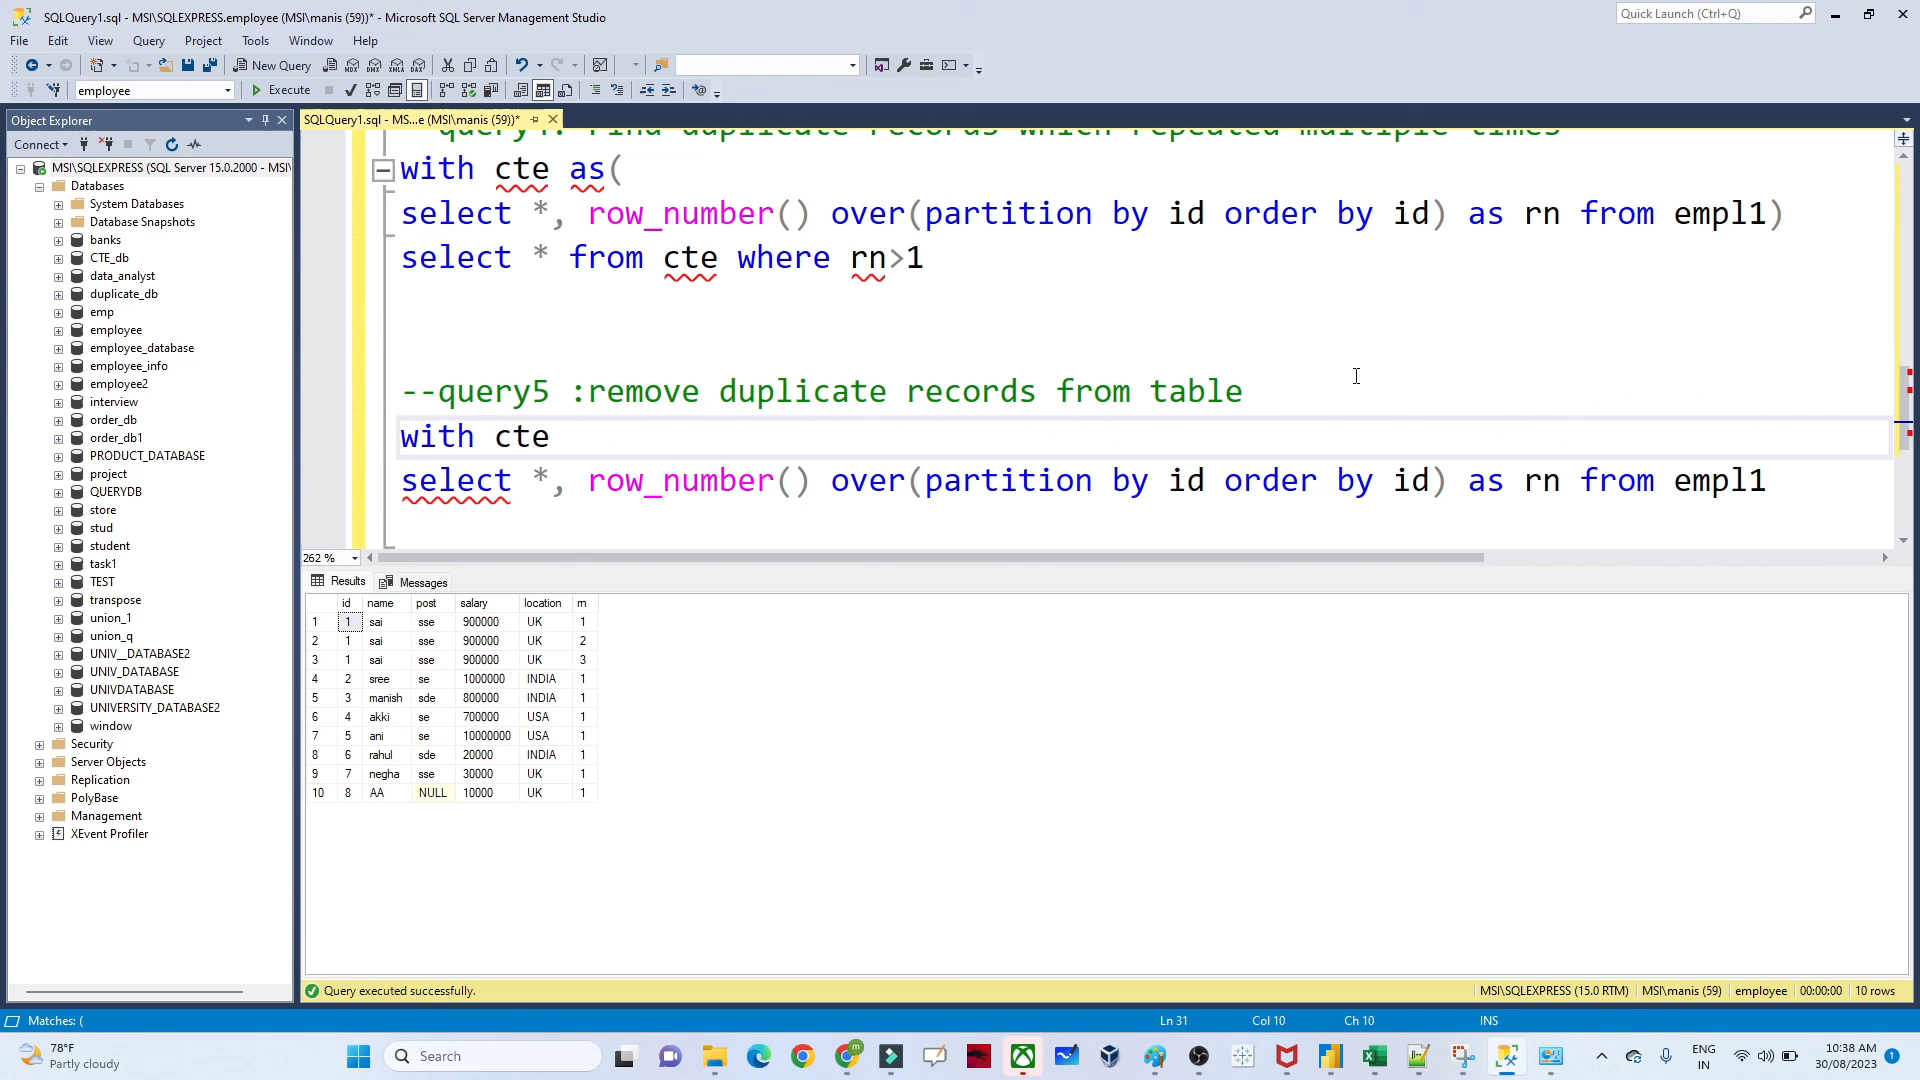 SQLQuery1.sql - MSI\SQLEXPRESS.employee (MSI\manis (59))* - Microsoft SQL Server Management Studio
Quick Launch (Ctrl+Q)
File Edit View Query Project Tools Window Help
New Query
employee
Execute
Object Explorer
SQLQuery1.sql - MS...e (MSI\manis (59))*
Connect
MSI\SQLEXPRESS (SQL Server 15.0.2000 - MSI\
Databases
System Databases
Database Snapshots
banks
CTE_db
data_analyst
duplicate_db
emp
employee
employee_database
employee_info
employee2
interview
order_db
order_db1
PRODUCT_DATABASE
project
QUERYDB
store
stud
student
task1
TEST
transpose
union_1
union_q
UNIV__DATABASE2
UNIV_DATABASE
UNIVDATABASE
UNIVERSITY_DATABASE2
window
Security
Server Objects
Replication
PolyBase
Management
XEvent Profiler
find duplicate records which repeated multiple times
with cte as(
select *, row_number() over(partition by id order by id) as rn from empl1)
select * from cte where rn>1
--query5 :remove duplicate records from table
with cte
select *, row_number() over(partition by id order by id) as rn from empl1
262 %
Results Messages
id name post salary location rn
1 1 sai sse 900000 UK 1
2 1 sai sse 900000 UK 2
3 1 sai sse 900000 UK 3
4 2 sree se 1000000 INDIA 1
5 3 manish sde 800000 INDIA 1
6 4 akki se 700000 USA 1
7 5 ani se 10000000 USA 1
8 6 rahul sde 20000 INDIA 1
9 7 negha sse 30000 UK 1
10 8 AA NULL 10000 UK 1
Query executed successfully.
MSI\SQLEXPRESS (15.0 RTM) MSI\manis (59) employee 00:00:00 10 rows
Matches: (
Ln 31 Col 10 Ch 10 INS
78°F
Partly cloudy
Search
ENG
IN
10:38 AM
30/08/2023
1